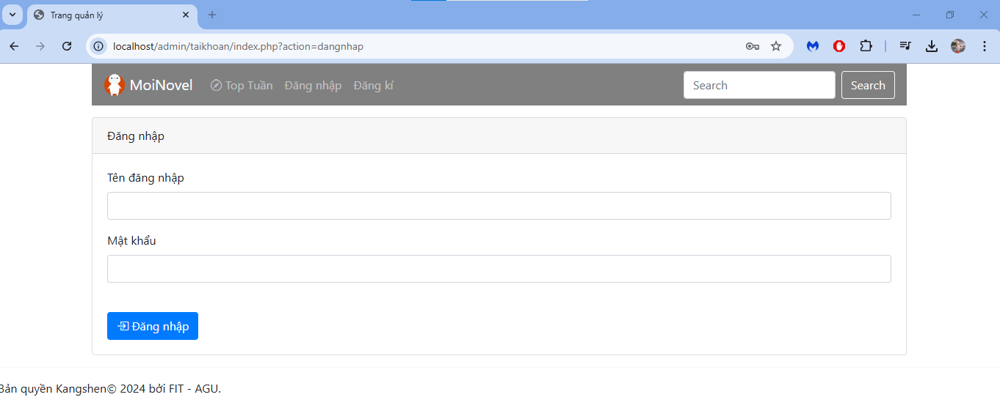 Trang quản lý
localhost/admin/taikhoan/index.php?action=dangnhap
MoiNovel Top Tuần Đăng nhập Đăng kí Search Search
Đăng nhập
Tên đăng nhập
Mật khẩu
Đăng nhập
Bản quyền Kangshen© 2024 bởi FIT - AGU.